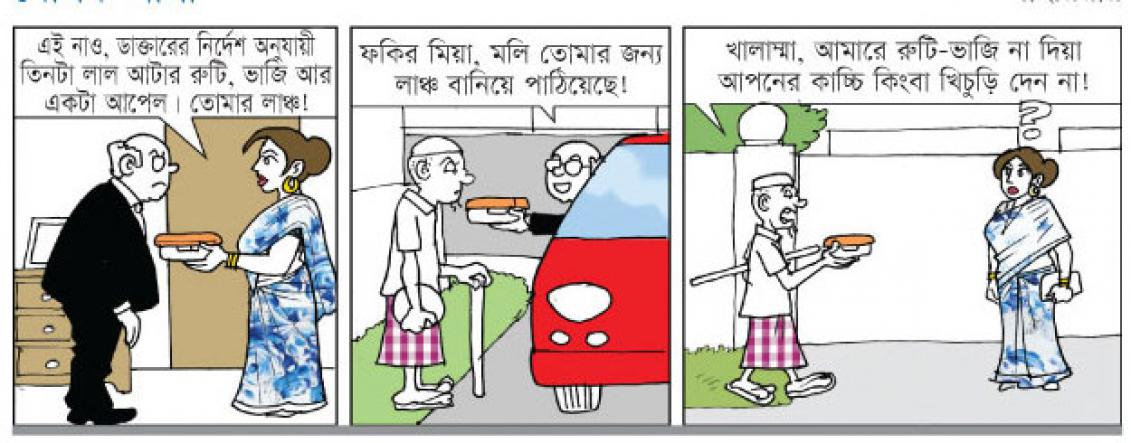 এই নাও, ডাক্তারের নির্দেশ অনুযায়ী
তিনটা লাল আটার রুটি, ভাজি আর
একটা আপেল। তোমার লাঞ্চ!
ফকির মিয়া, মলি তোমার জন্য
লাঞ্চ বানিয়ে পাঠিয়েছে!
খালাম্মা, আমারে রুটি-ভাজি না দিয়া
আপনের কাচ্চি কিংবা খিচুড়ি দেন না!
?